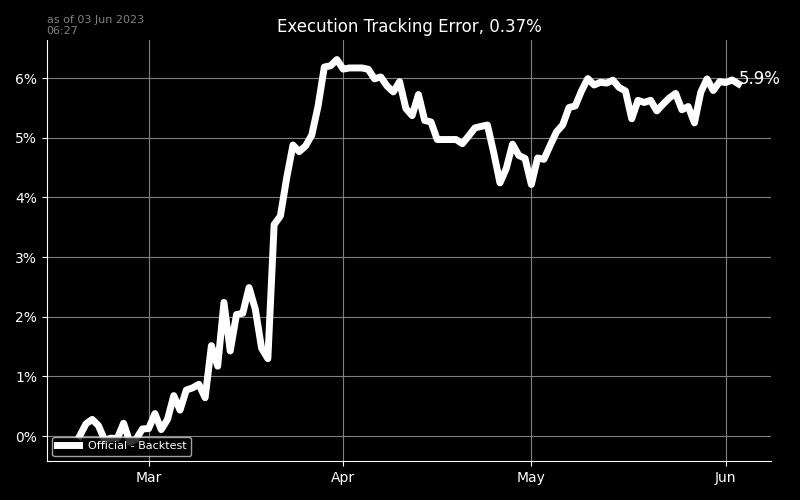 as of 03 Jun 2023
06:27
Execution Tracking Error, 0.37%
6%
5%
4%
3%
2%
1%
0%
5.9%
Official - Backtest
Mar Apr May Jun